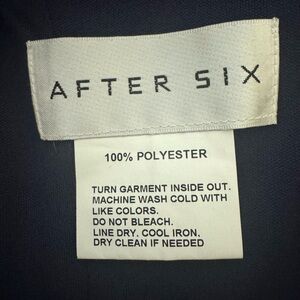 AFTER SIX
100% POLYESTER
TURN GARMENT INSIDE OUT.
MACHINE WASH COLD WITH
LIKE COLORS.
DO NOT BLEACH.
LINE DRY. COOL IRON.
DRY CLEAN IF NEEDED